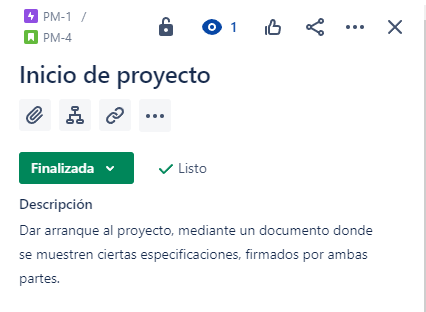 PM-1 /
PM-4
1
Inicio de proyecto
Finalizada
Listo
Descripción
Dar arranque al proyecto, mediante un documento donde
se muestren ciertas especificaciones, firmados por ambas
partes.